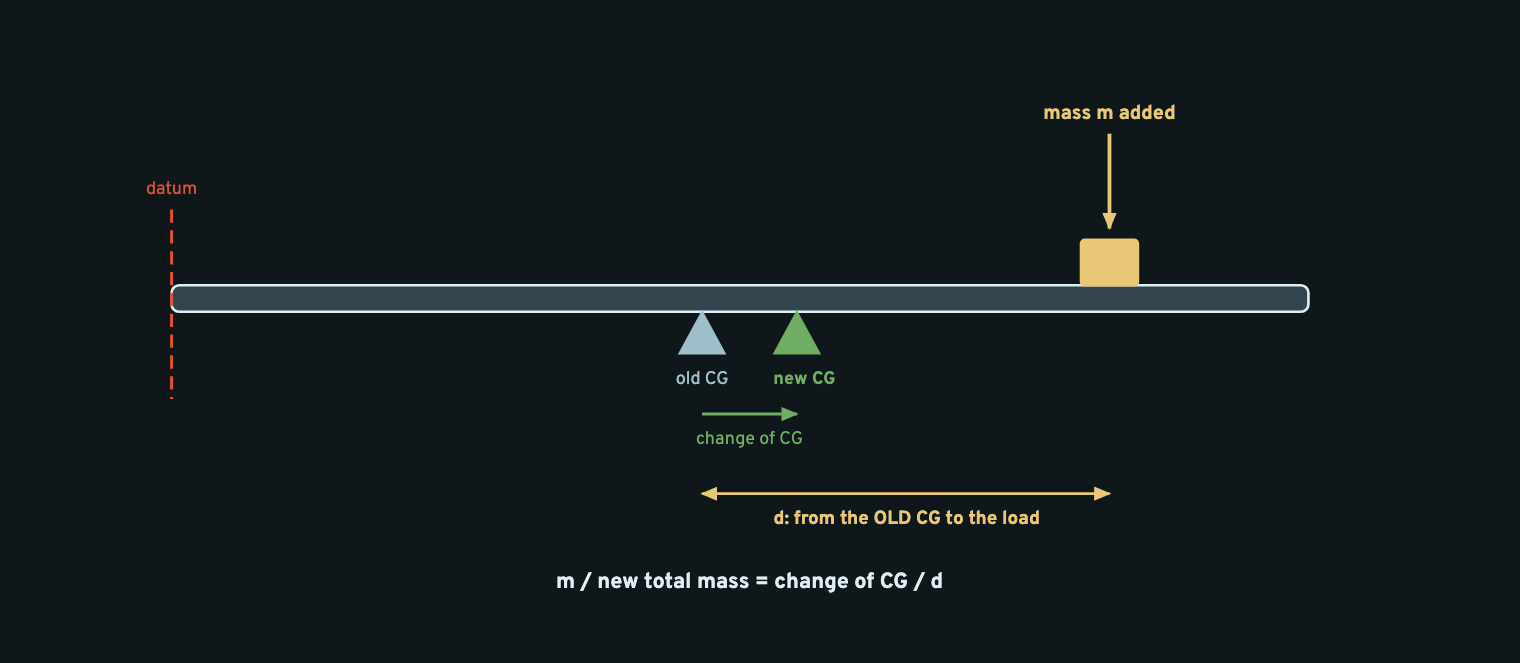 mass m added
datum
old CG
new CG
change of CG
d: from the OLD CG to the load
m / new total mass = change of CG / d